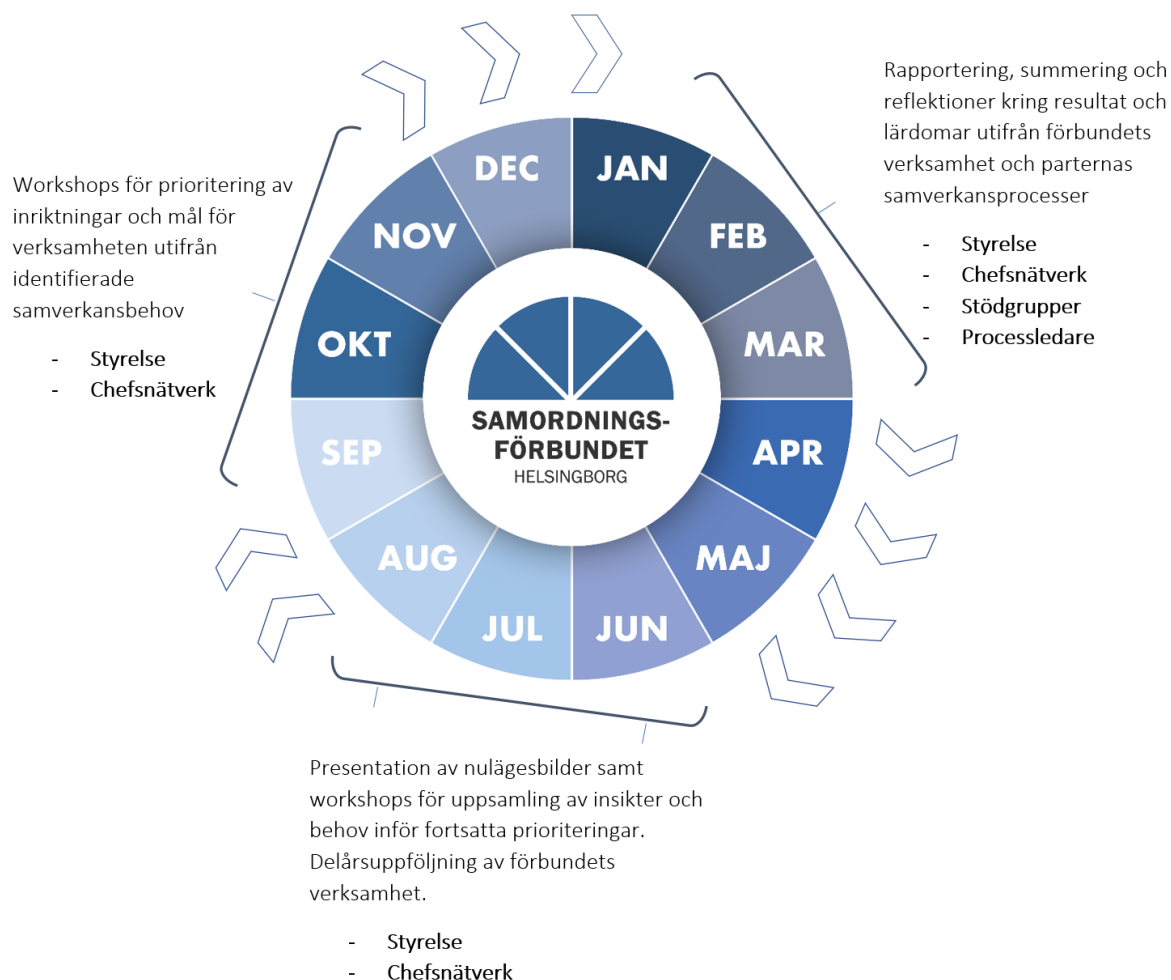 Rapportering, summering och
reflektioner kring resultat och
lärdomar utifrån förbundets
verksamhet och parternas
samverkansprocesser
- Styrelse
- Chefsnätverk
- Stödgrupper
- Processledare
Workshops för prioritering av
inriktningar och mål för
verksamheten utifrån
identifierade
samverkansbehov
- Styrelse
- Chefsnätverk
JAN
FEB
MAR
APR
MAJ
JUN
JUL
AUG
SEP
OKT
NOV
DEC
SAMORDNINGS-
FÖRBUNDET
HELSINGBORG
Presentation av nulägesbilder samt
workshops för uppsamling av insikter och
behov inför fortsatta prioriteringar.
Delårsuppföljning av förbundets
verksamhet.
- Styrelse
- Chefsnätverk